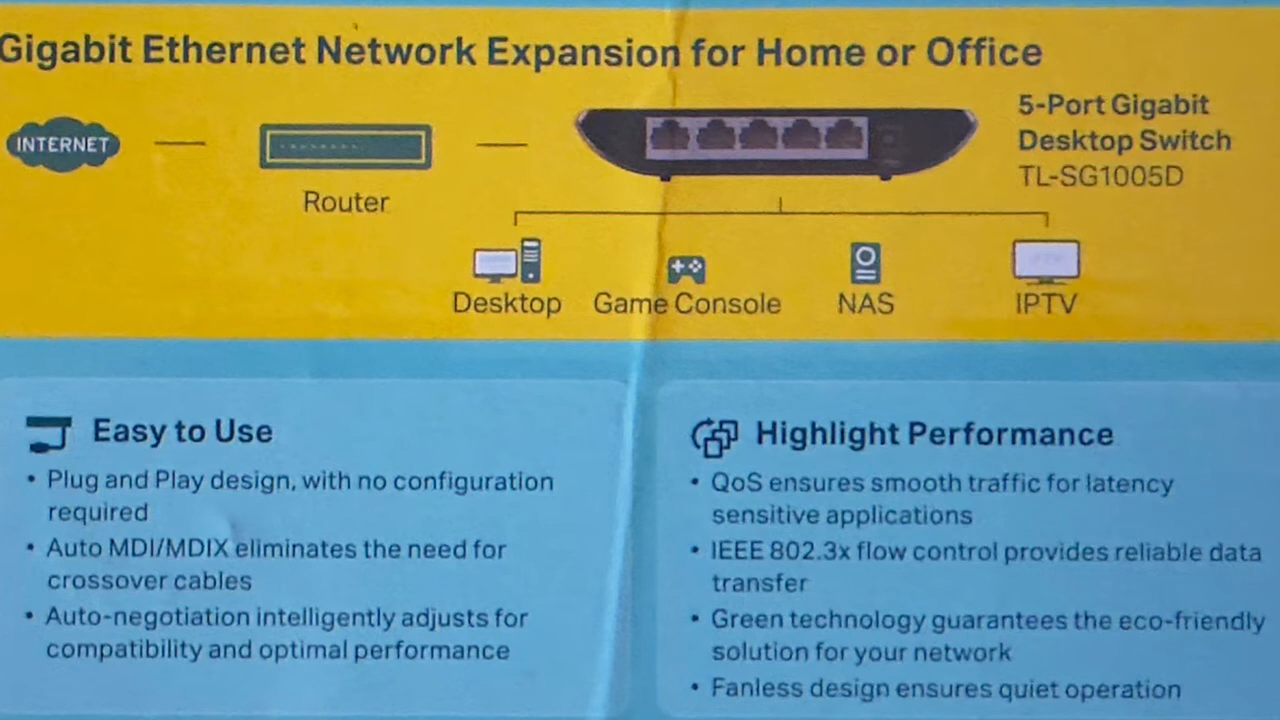 Gigabit Ethernet Network Expansion for Home or Office
INTERNET
Router
5-Port Gigabit
Desktop Switch
TL-SG1005D
Desktop
Game Console
NAS
IPTV
Easy to Use
• Plug and Play design, with no configuration
required
• Auto MDI/MDIX eliminates the need for
crossover cables
• Auto-negotiation intelligently adjusts for
compatibility and optimal performance
Highlight Performance
• QoS ensures smooth traffic for latency
sensitive applications
• IEEE 802.3x flow control provides reliable data
transfer
• Green technology guarantees the eco-friendly
solution for your network
• Fanless design ensures quiet operation